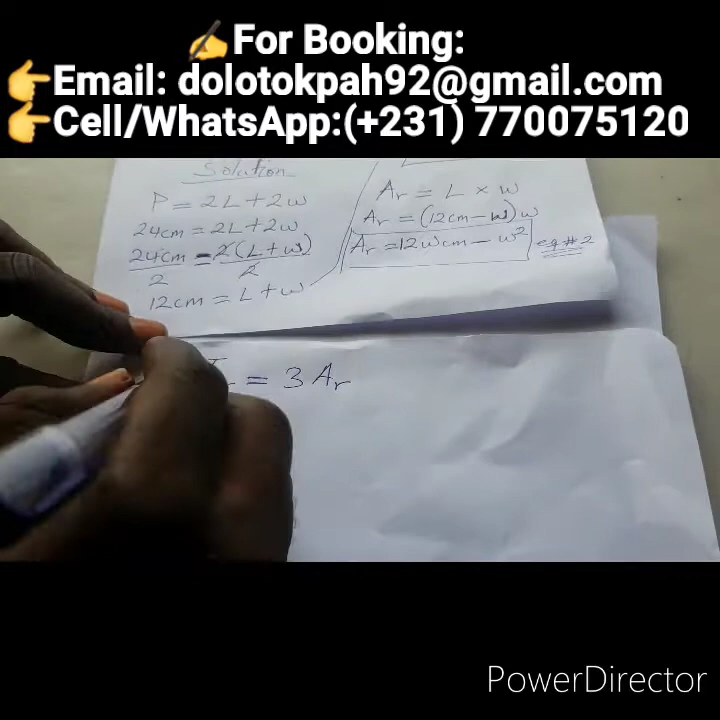 ✍️For Booking:
👉Email: dolotokpah92@gmail.com
👉Cell/WhatsApp:(+231) 770075120
Solution
P = 2L + 2w
24cm = 2L + 2w
24cm = 2(L + w)
2 2
12cm = L + w
Ar = L × w
Ar = (12cm - w) w
Ar = 12wcm - w² eq #2
= 3 Ar
PowerDirector